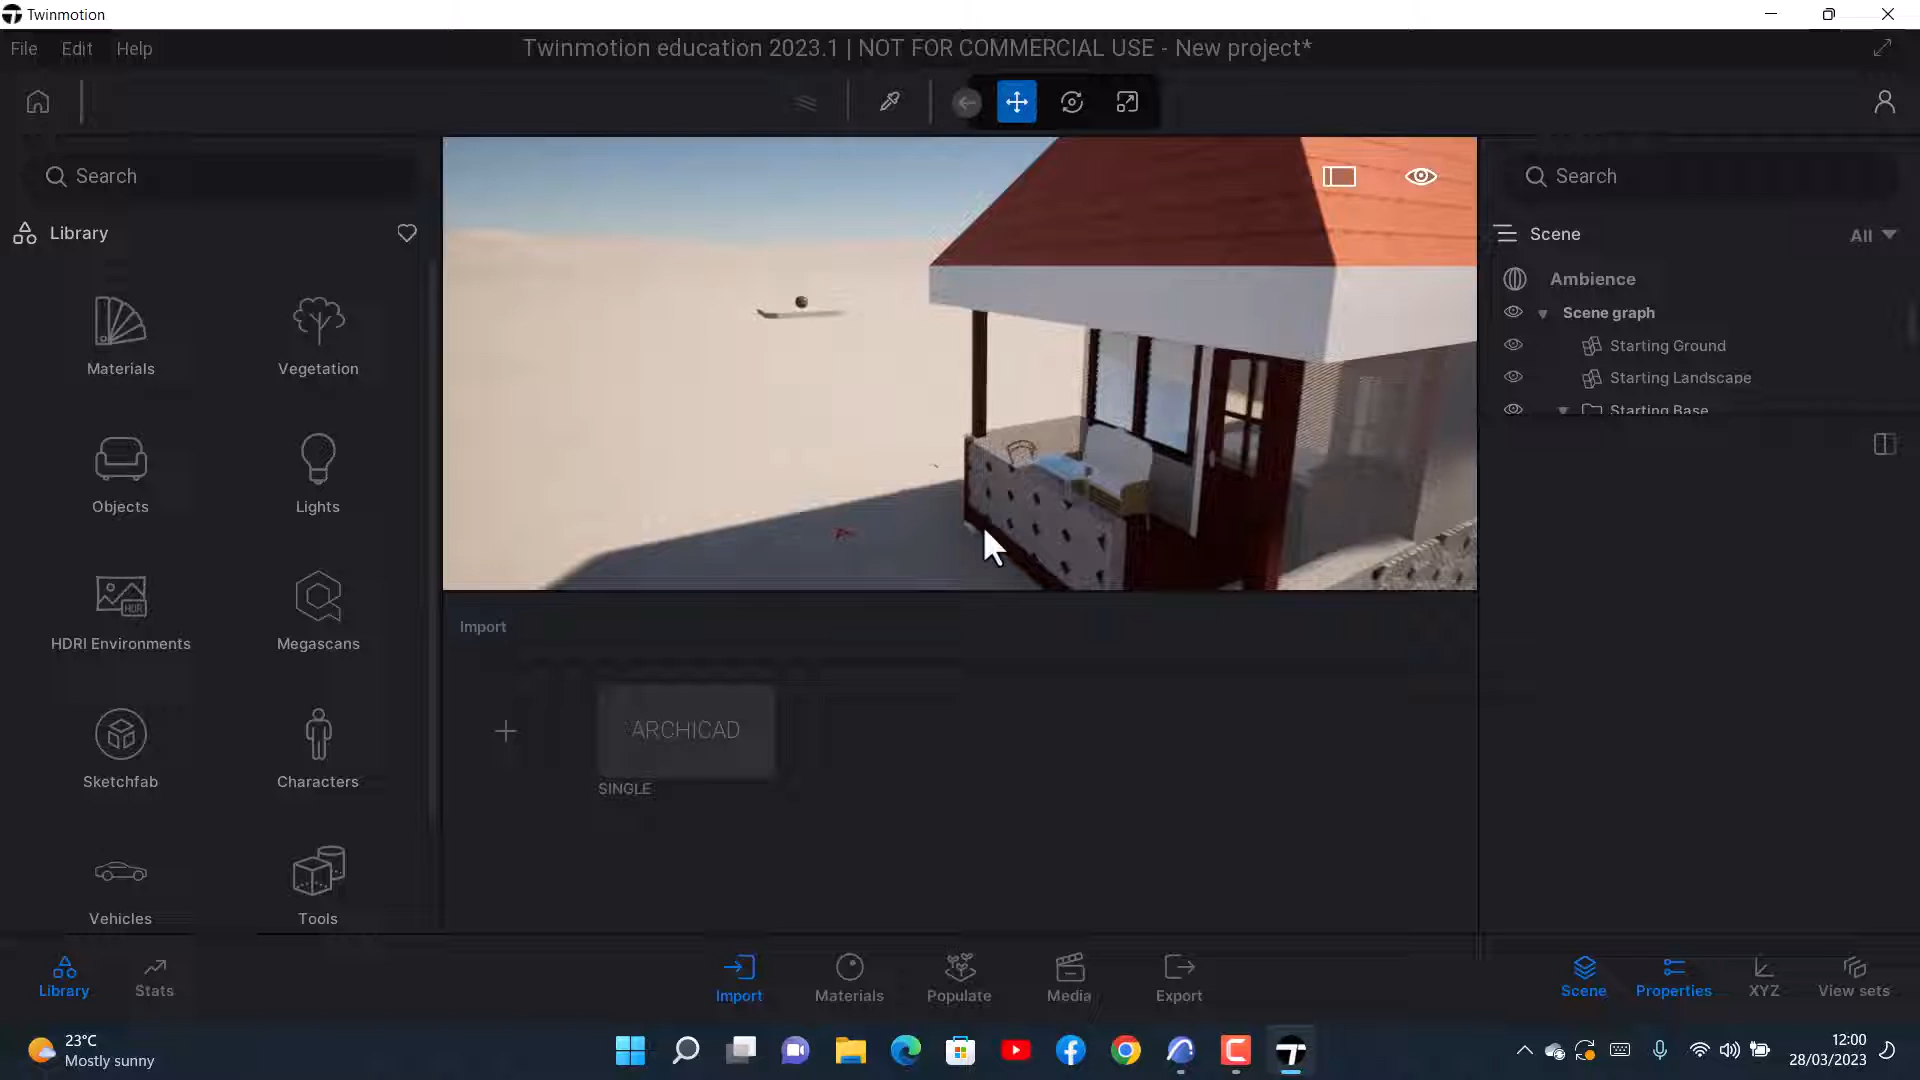 Twinmotion
File Edit Help
Twinmotion education 2023.1 | NOT FOR COMMERCIAL USE - New project*
Search
Library
Materials
Vegetation
Objects
Lights
HDR
HDRI Environments
Megascans
Sketchfab
Characters
Vehicles
Tools
Import
ARCHICAD
SINGLE
Search
Scene
All
Ambience
Scene graph
Starting Ground
Starting Landscape
Starting Base
Library
Stats
Import
Materials
Populate
Media
Export
Scene
Properties
XYZ
View sets
23°C
Mostly sunny
12:00
28/03/2023